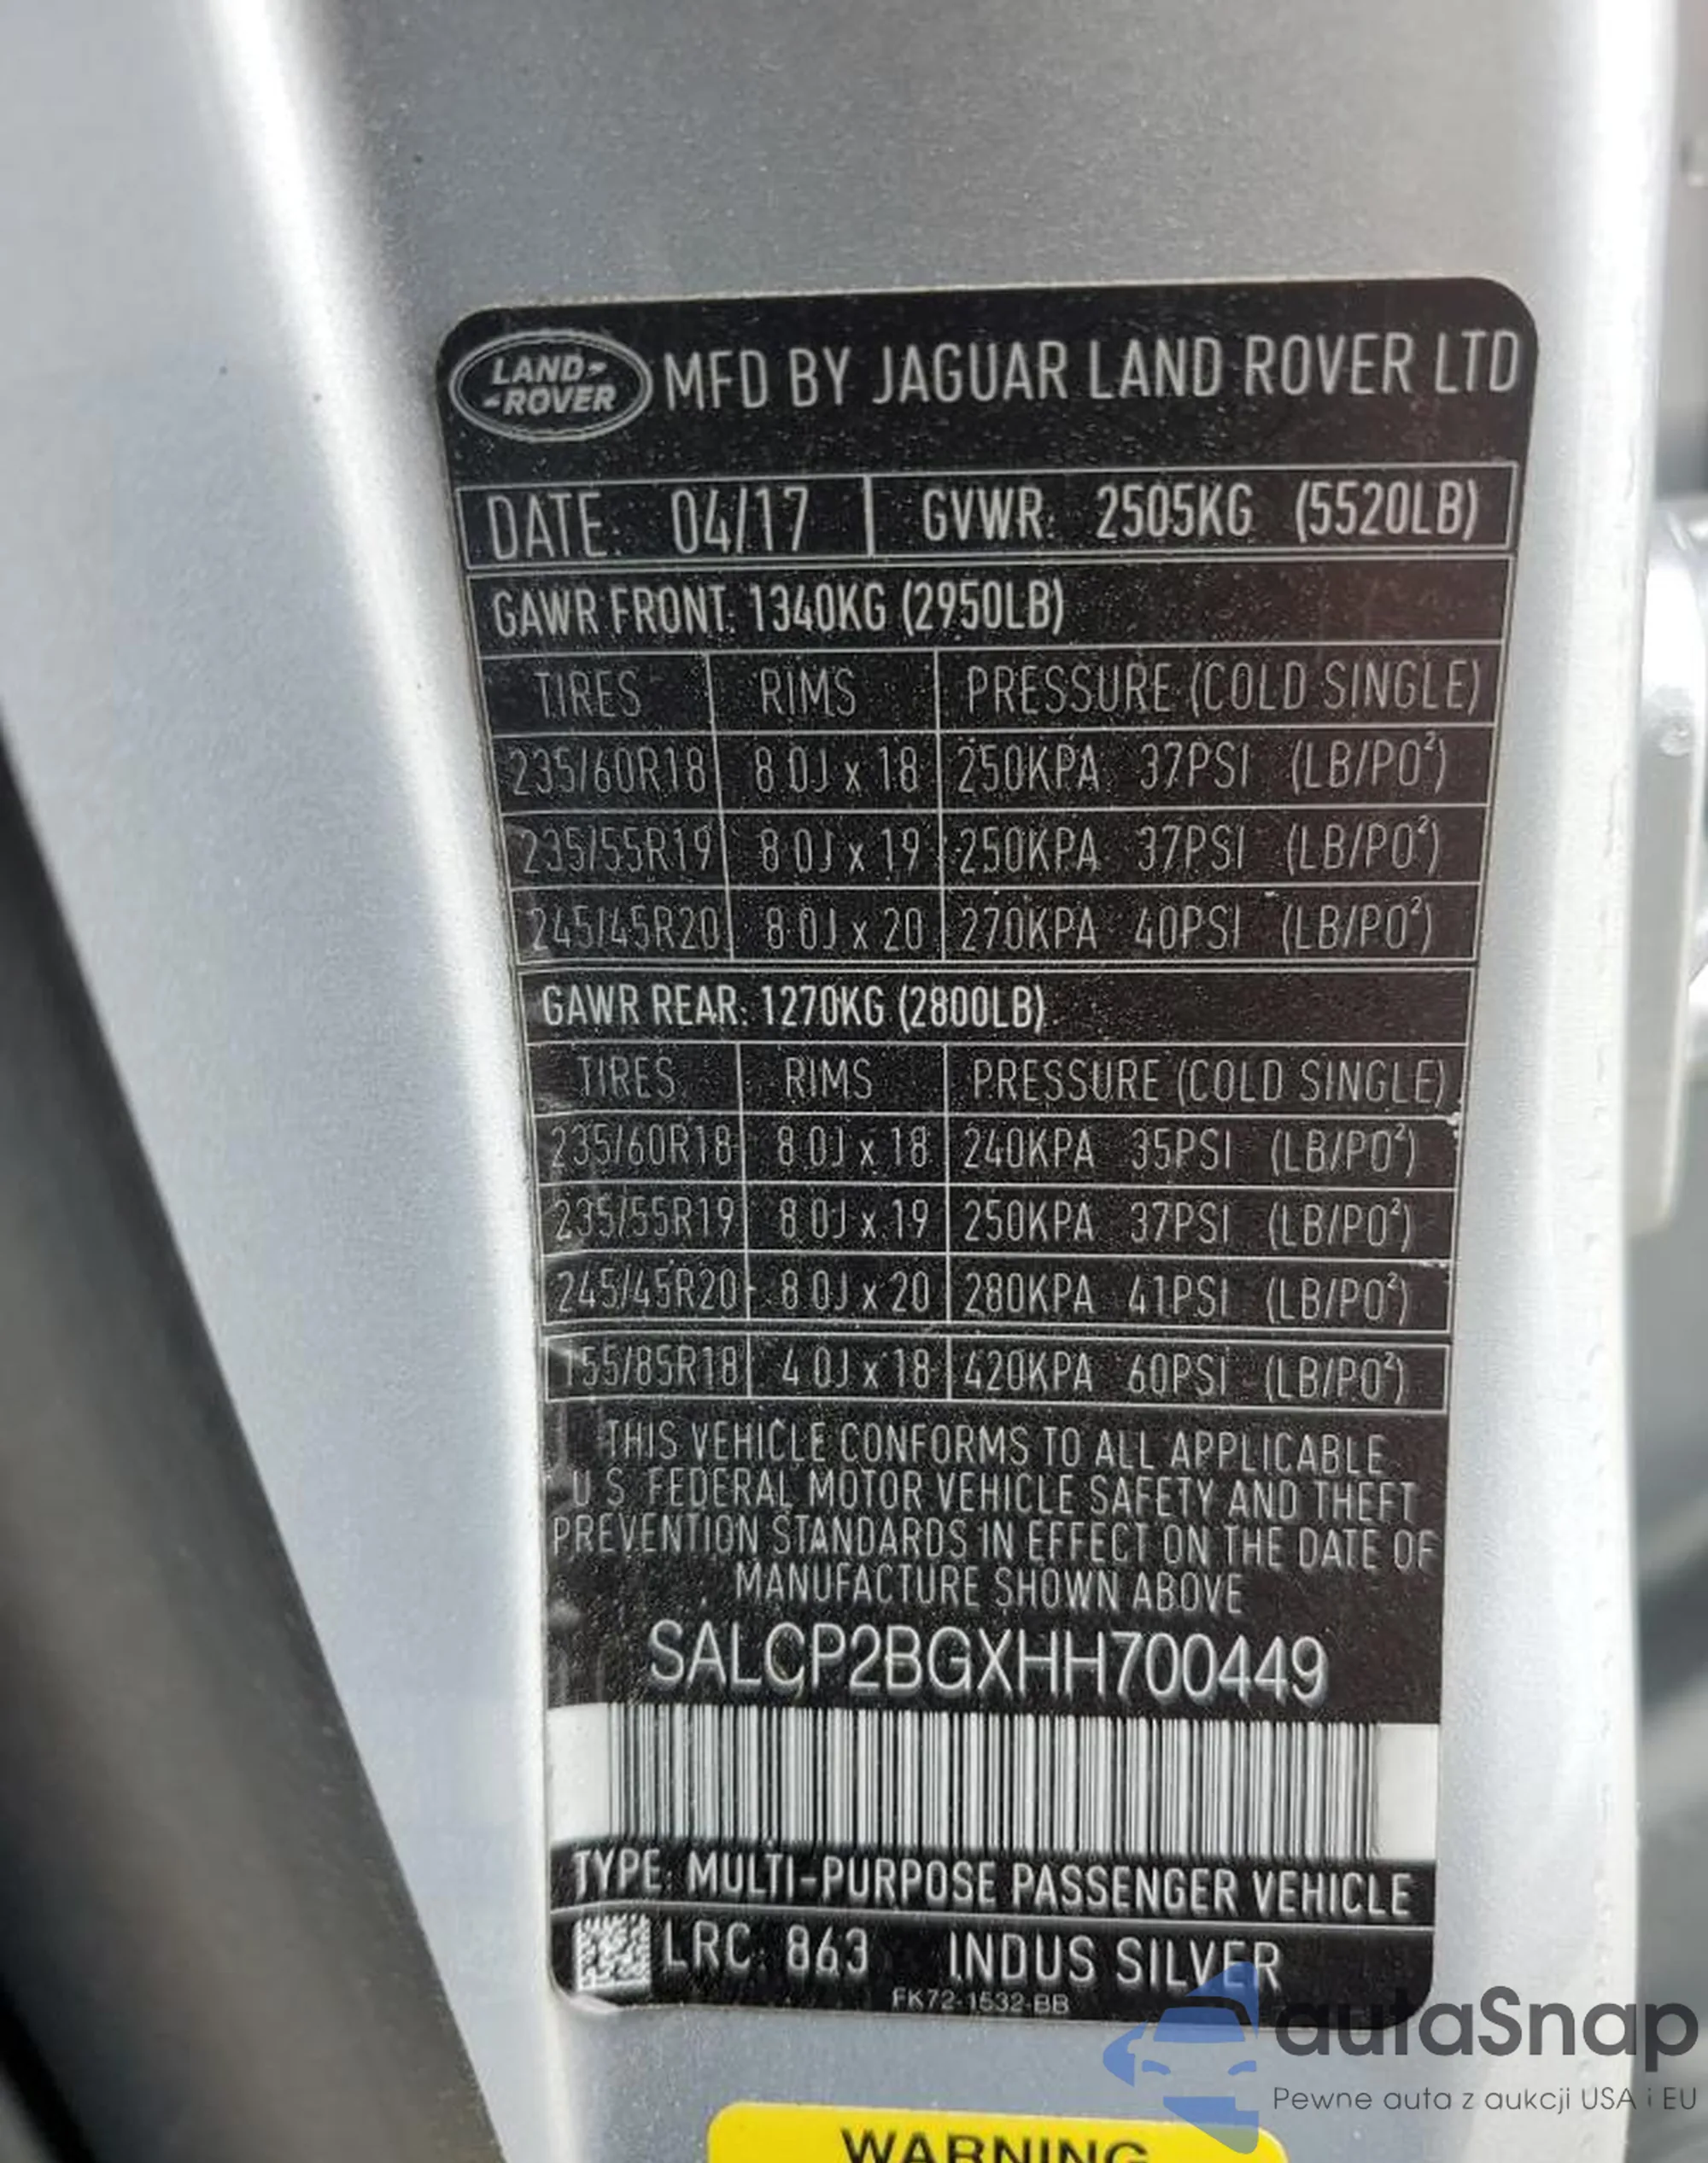 LAND-
-ROVER
MFD BY JAGUAR LAND ROVER LTD
DATE: 04/17 GVWR: 2505KG (5520LB)
GAWR FRONT: 1340KG (2950LB)
TIRES RIMS PRESSURE (COLD SINGLE)
235/60R18 8.0J x 18 250KPA 37PSI (LB/PO²)
235/55R19 8.0J x 19 250KPA 37PSI (LB/PO²)
245/45R20 8.0J x 20 270KPA 40PSI (LB/PO²)
GAWR REAR: 1270KG (2800LB)
TIRES RIMS PRESSURE (COLD SINGLE)
235/60R18 8.0J x 18 240KPA 35PSI (LB/PO²)
235/55R19 8.0J x 19 250KPA 37PSI (LB/PO²)
245/45R20 8.0J x 20 280KPA 41PSI (LB/PO²)
155/85R18 4.0J x 18 420KPA 60PSI (LB/PO²)
THIS VEHICLE CONFORMS TO ALL APPLICABLE
U.S. FEDERAL MOTOR VEHICLE SAFETY AND THEFT
PREVENTION STANDARDS IN EFFECT ON THE DATE OF
MANUFACTURE SHOWN ABOVE
SALCP2BGXHH700449
TYPE: MULTI-PURPOSE PASSENGER VEHICLE
LRC: 863 INDUS SILVER
FK72-1532-BB
autaSnap
Pewne auta z aukcji USA i EU
WARNING